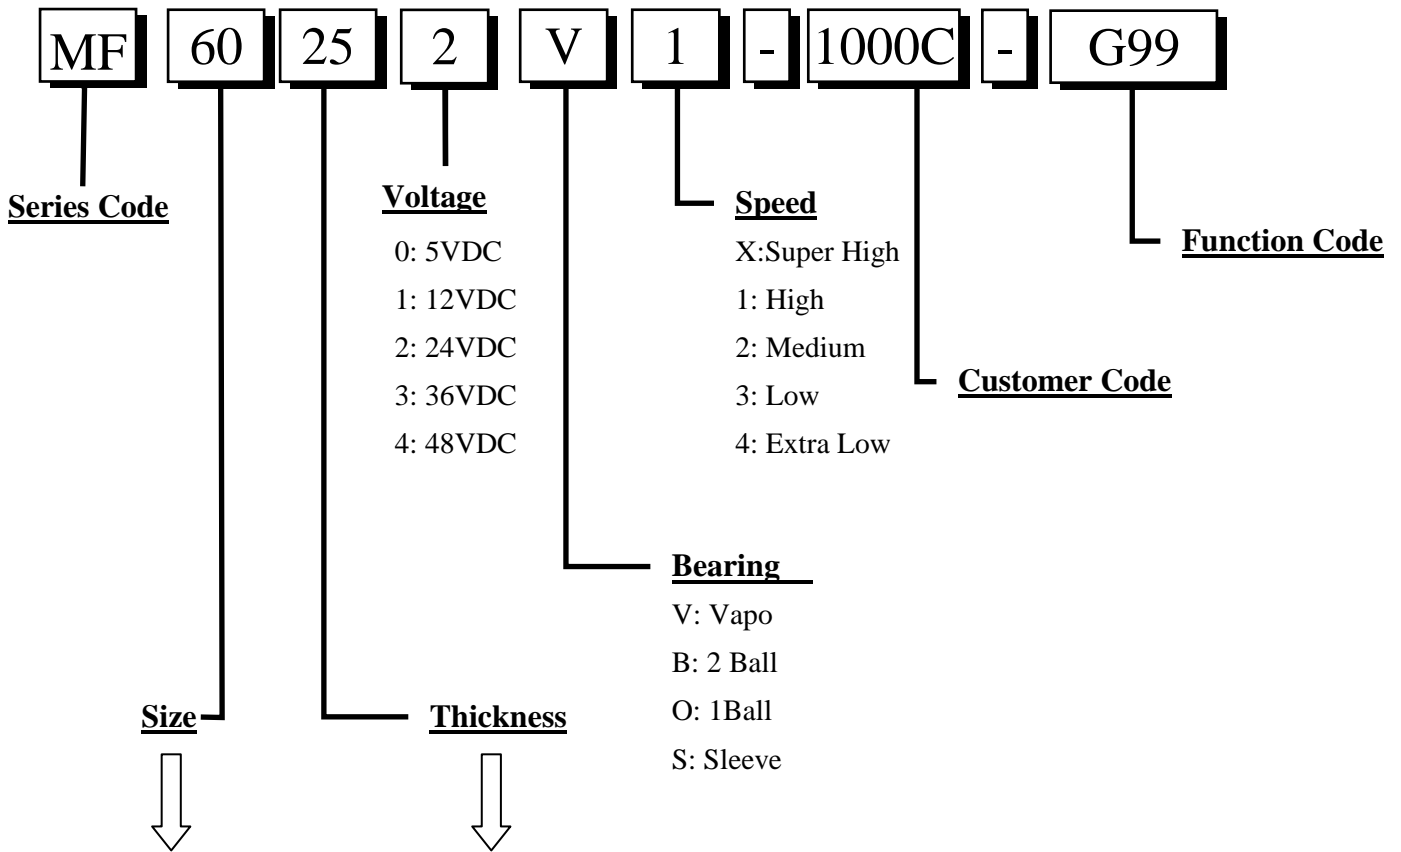 MF 60 25 2 V 1 - 1000C - G99
Series Code
Voltage
0: 5VDC
1: 12VDC
2: 24VDC
3: 36VDC
4: 48VDC
Speed
X:Super High
1: High
2: Medium
3: Low
4: Extra Low
Function Code
Customer Code
Bearing
V: Vapo
B: 2 Ball
O: 1Ball
S: Sleeve
Size
Thickness